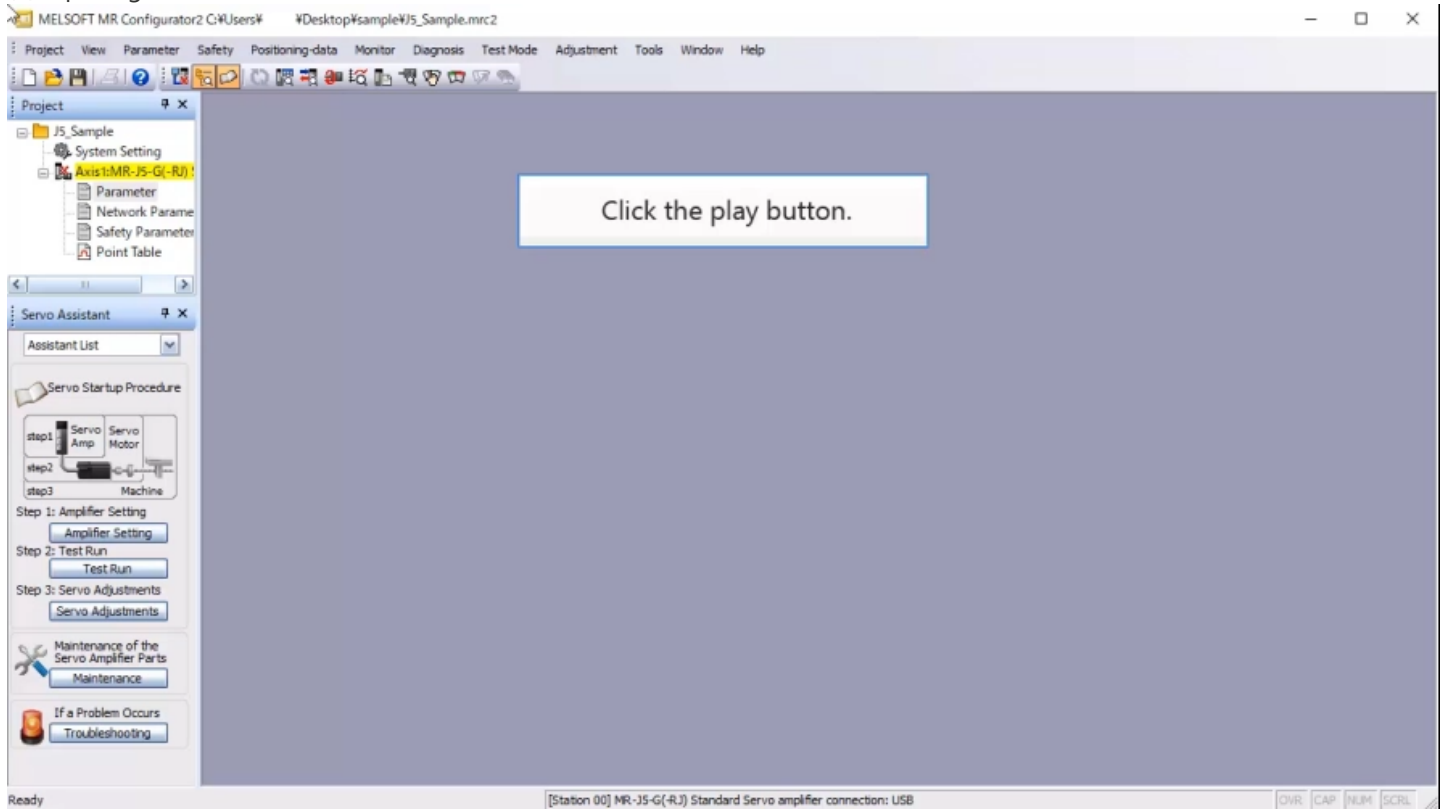 MELSOFT MR Configurator2 C:¥Users¥ ¥Desktop¥sample¥J5_Sample.mrc2
Project View Parameter Safety Positioning-data Monitor Diagnosis Test Mode Adjustment Tools Window Help
Project
J5_Sample
System Setting
Axis1:MR-J5-G(-RJ)
Parameter
Network Parame
Safety Parameter
Point Table
Click the play button.
Servo Assistant
Assistant List
Servo Startup Procedure
step1 Servo Amp Servo Motor
step2
step3 Machine
Step 1: Amplifier Setting
Amplifier Setting
Step 2: Test Run
Test Run
Step 3: Servo Adjustments
Servo Adjustments
Maintenance of the
Servo Amplifier Parts
Maintenance
If a Problem Occurs
Troubleshooting
Ready [Station 00] MR-J5-G(-RJ) Standard Servo amplifier connection: USB OVR CAP NUM SCRL